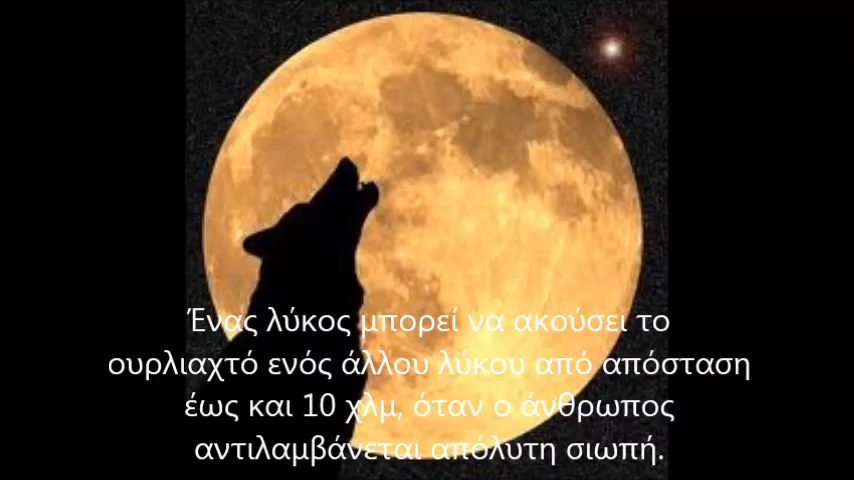 Ένας λύκος μπορεί να ακούσει το
ουρλιαχτό ενός άλλου λύκου από απόσταση
έως και 10 χλμ, όταν ο άνθρωπος
αντιλαμβάνεται απόλυτη σιωπή.